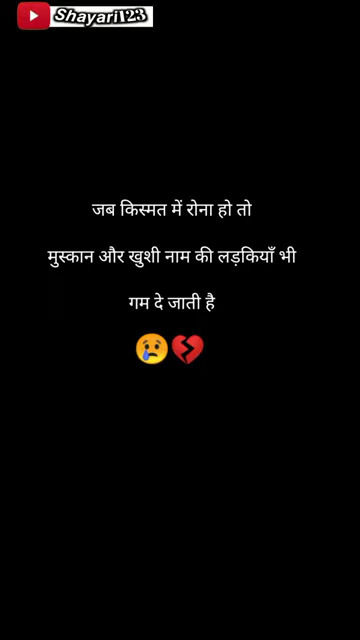 Shayari123
जब किस्मत में रोना हो तो
मुस्कान और खुशी नाम की लड़कियाँ भी
गम दे जाती है
😢💔